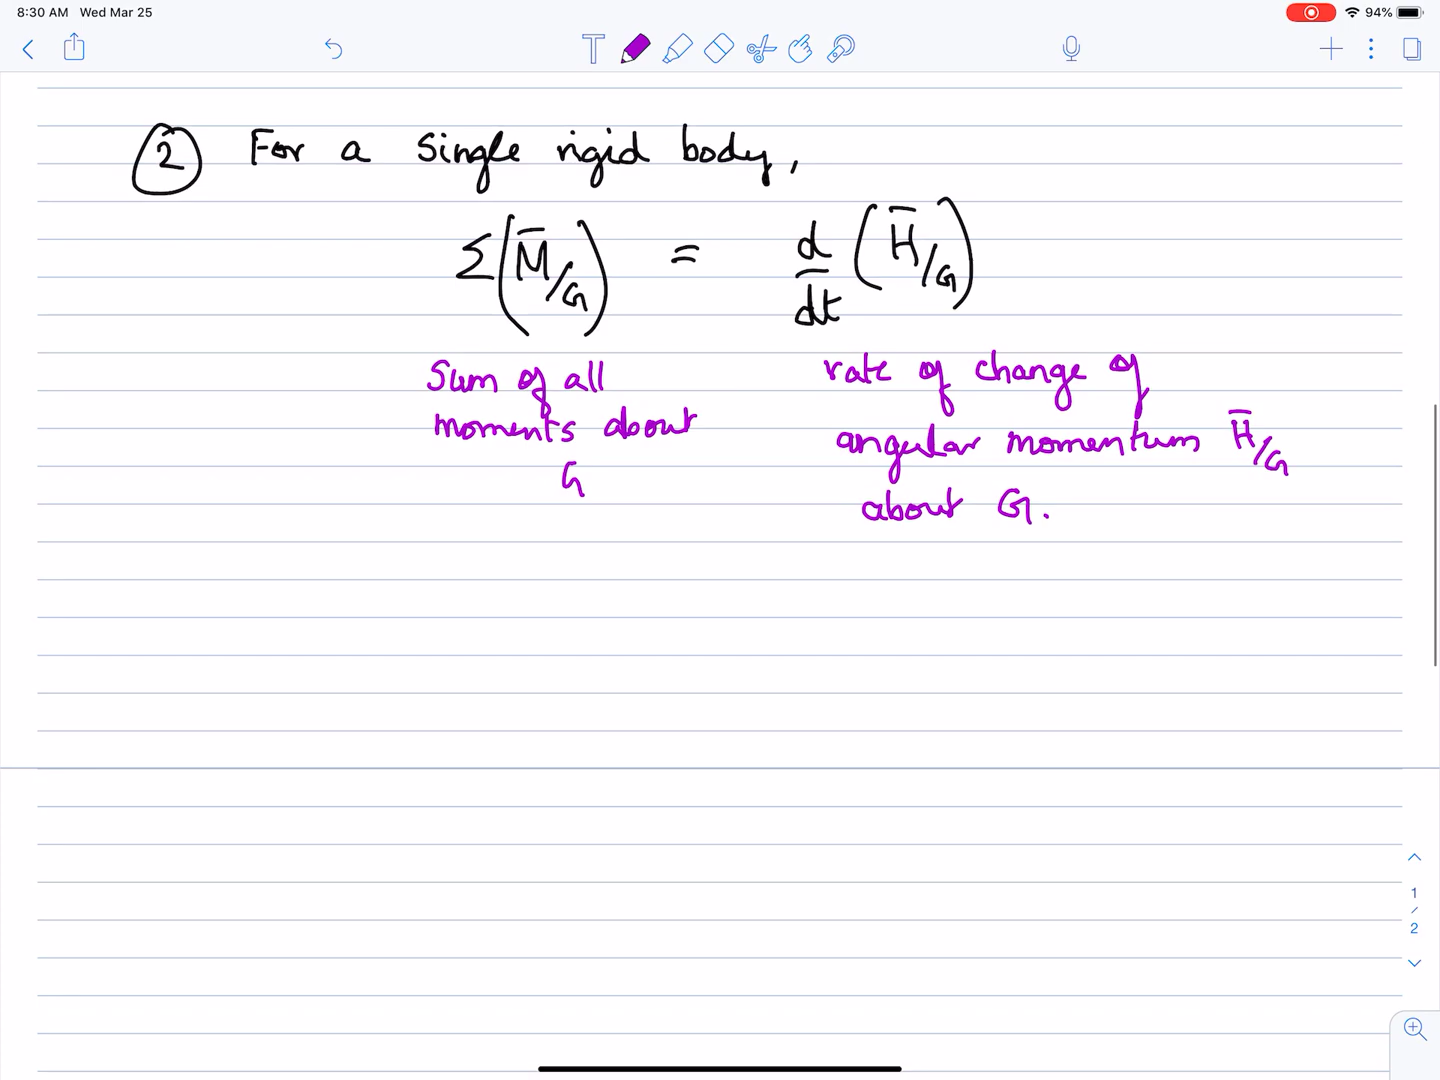 8:30 AM Wed Mar 25 94%
T
2 For a single rigid body,
Σ(M̅/G) = d/dt (H̅/G)
Sum of all
moments about
G
rate of change of
angular momentum H̅/G
about G.
1
/
2